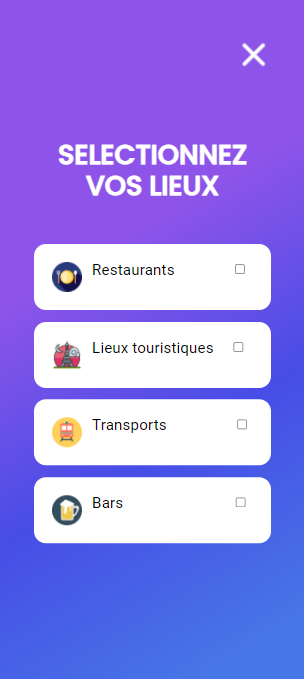 SELECTIONNEZ
VOS LIEUX
Restaurants
Lieux touristiques
Transports
Bars